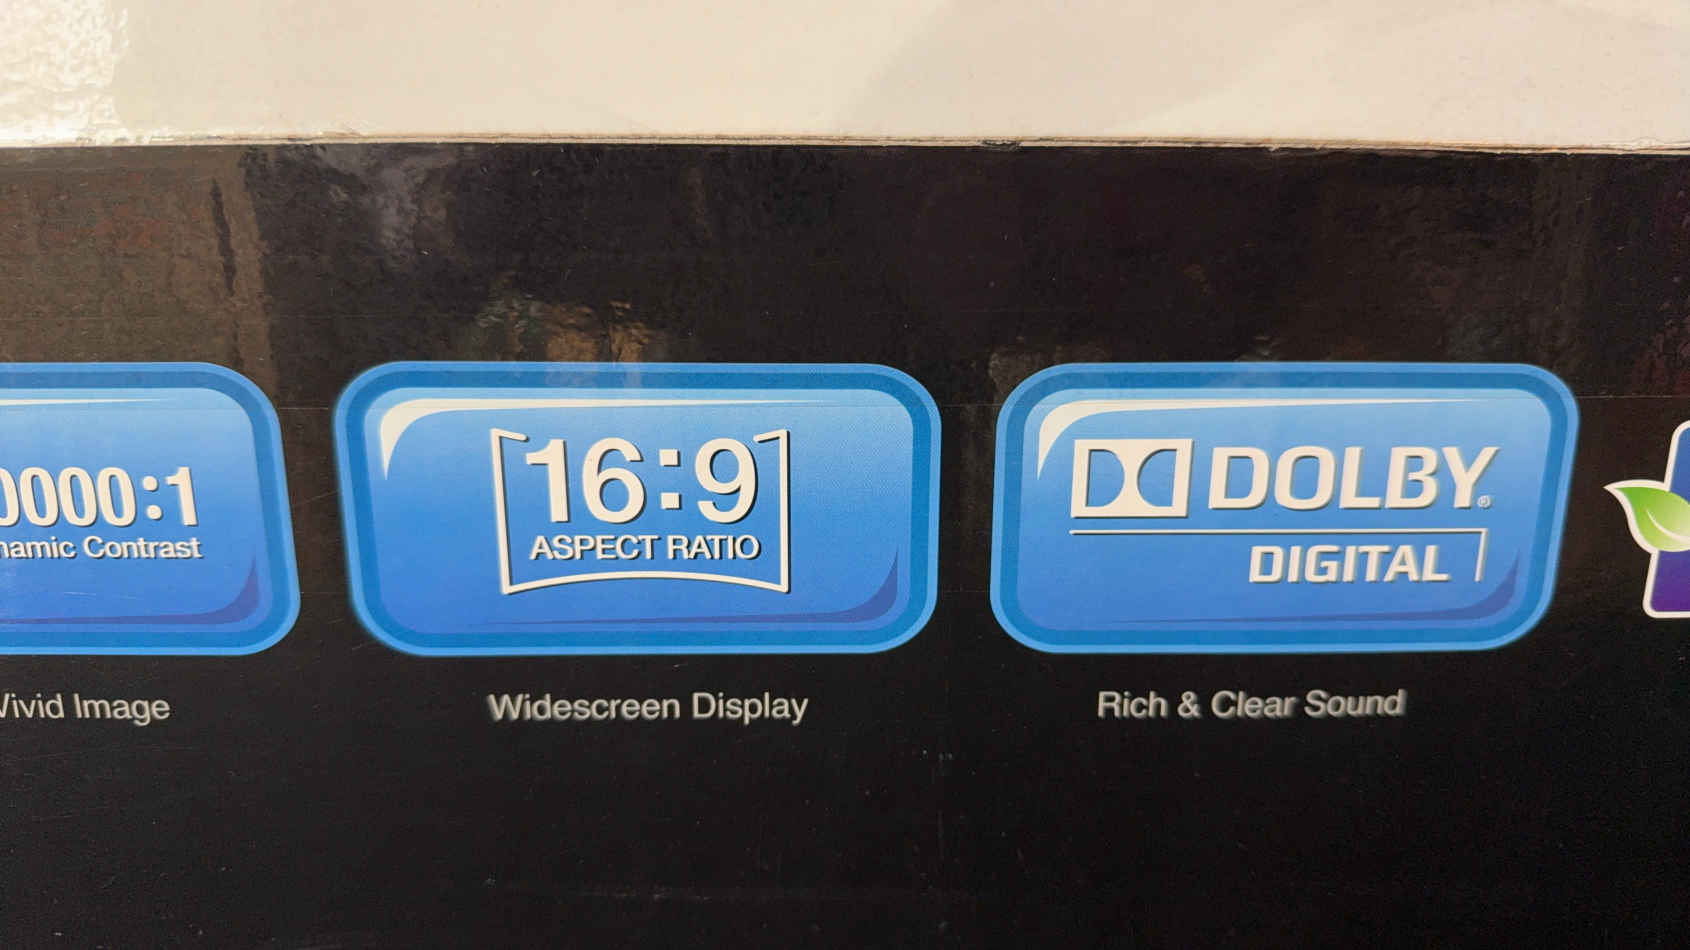 0000:1
namic Contrast
Vivid Image
16:9
ASPECT RATIO
Widescreen Display
DOLBY®
DIGITAL
Rich & Clear Sound